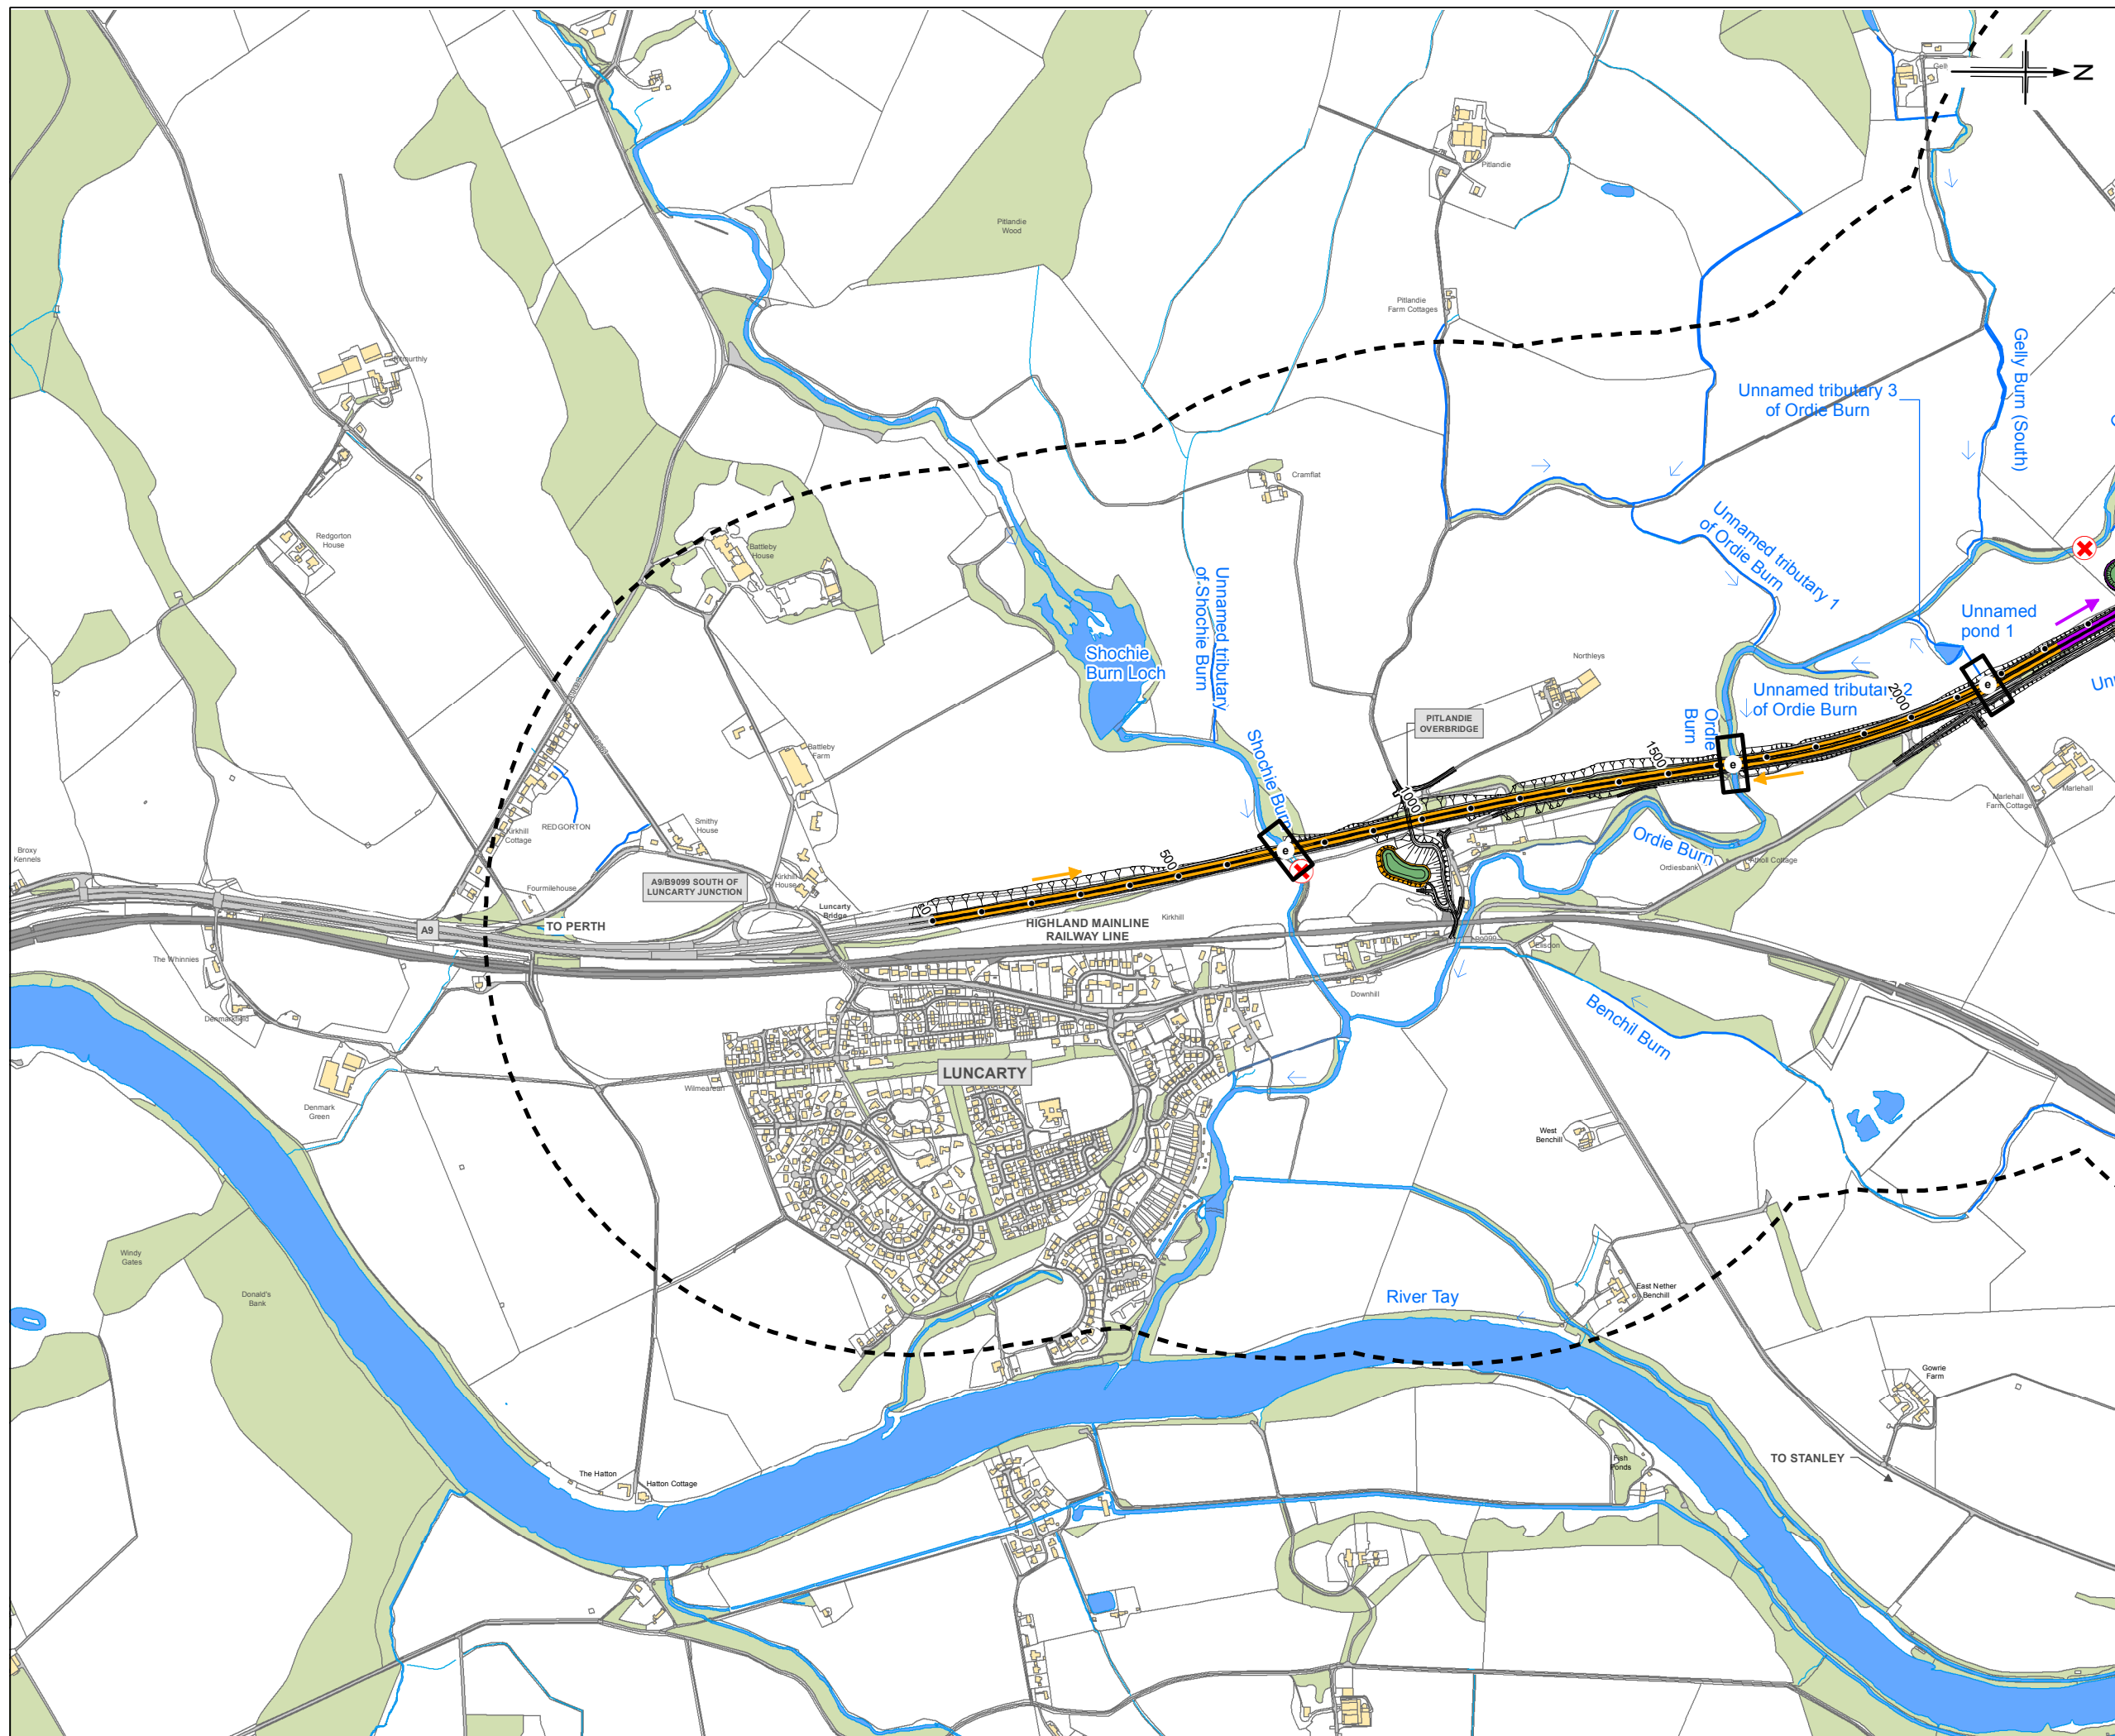 N
Pitlandie
Pitlandie
Wood
Pitlandie
Farm Cottages
Gelly Burn (South)
Unnamed tributary 3
of Ordie Burn
Cramflat
Redgorton
House
Battleby
House
Unnamed tributary 1
of Ordie Burn
Unnamed tributary
of Shochie Burn
Unnamed
pond 1
Shochie
Burn Loch
Northleys
Unnamed tributar 2
of Ordie Burn
2000
Ordie
Burn
PITLANDIE
OVERBRIDGE
1500
Shochie Burn
Battleby
Farm
1000
Marlehall
Marlehall
Farm Cottage
e
e
e
REDGORTON
Kirkhill
Cottage
Smithy
House
Ordie Burn
Atholl Cottage
Ordiesbank
Broxy
Kennels
500
Fourmilehouse
A9/B9099 SOUTH OF
LUNCARTY JUNCTION
Kirkhill
House
Luncarty
Bridge
Kirkhill
A9
TO PERTH
HIGHLAND MAINLINE
RAILWAY LINE
B9099
The Whinnies
Denmarkfield
Downhill
Benchil Burn
LUNCARTY
Denmark
Green
West
Benchill
Windy
Gates
Donald's
Bank
River Tay
East Nether
Benchill
Gowrie
Farm
The Hatton
Hatton Cottage
Fish
Ponds
TO STANLEY